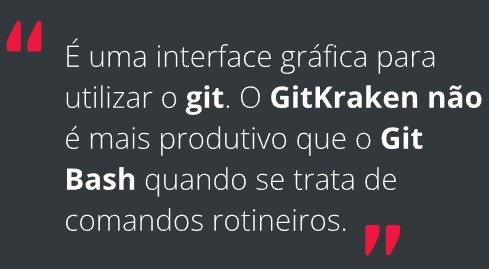 “
É uma interface gráfica para
utilizar o git. O GitKraken não
é mais produtivo que o Git
Bash quando se trata de
comandos rotineiros.
”